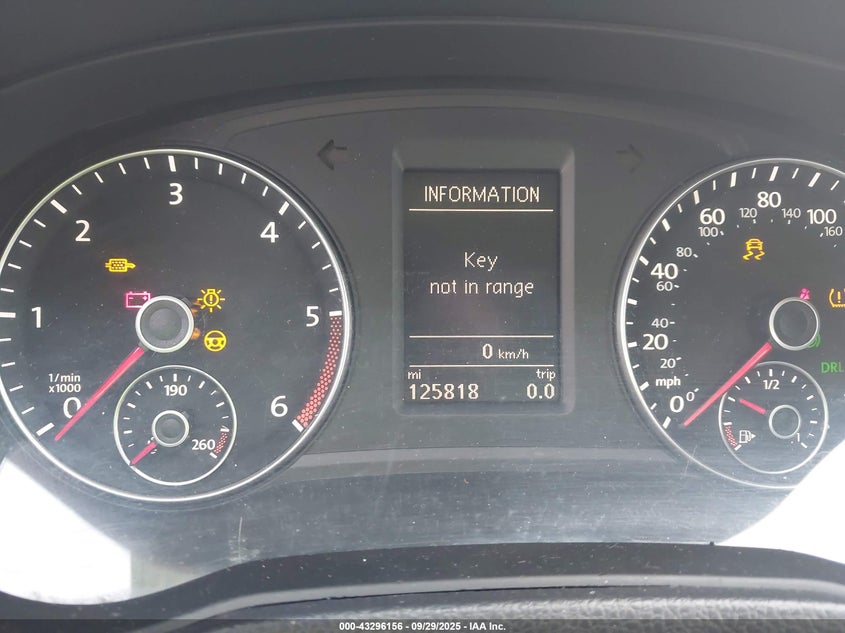 1
2
3
4
5
6
0
1/min
x1000
190
260
INFORMATION
Key
not in range
0 km/h
mi
trip
125818
0.0
0
20
40
60
80
100
20
40
60
80
100
120
140
160
mph
1/2
1
DRL
000-43296156 - 09/29/2025 - IAA Inc.